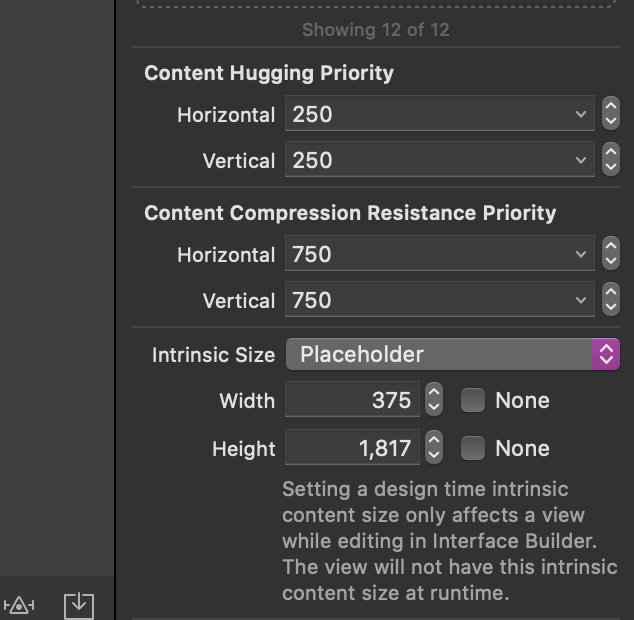 Showing 12 of 12
Content Hugging Priority
Horizontal 250
Vertical 250
Content Compression Resistance Priority
Horizontal 750
Vertical 750
Intrinsic Size Placeholder
Width 375 None
Height 1,817 None
Setting a design time intrinsic
content size only affects a view
while editing in Interface Builder.
The view will not have this intrinsic
content size at runtime.